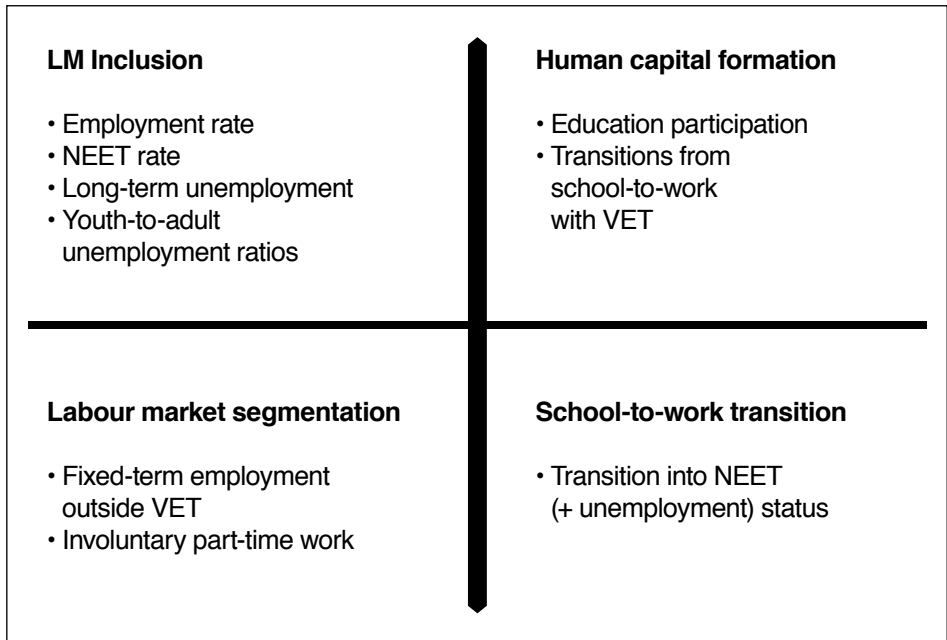 LM Inclusion
• Employment rate
• NEET rate
• Long-term unemployment
• Youth-to-adult
unemployment ratios
Human capital formation
• Education participation
• Transitions from
school-to-work
with VET
Labour market segmentation
• Fixed-term employment
outside VET
• Involuntary part-time work
School-to-work transition
• Transition into NEET
(+ unemployment) status